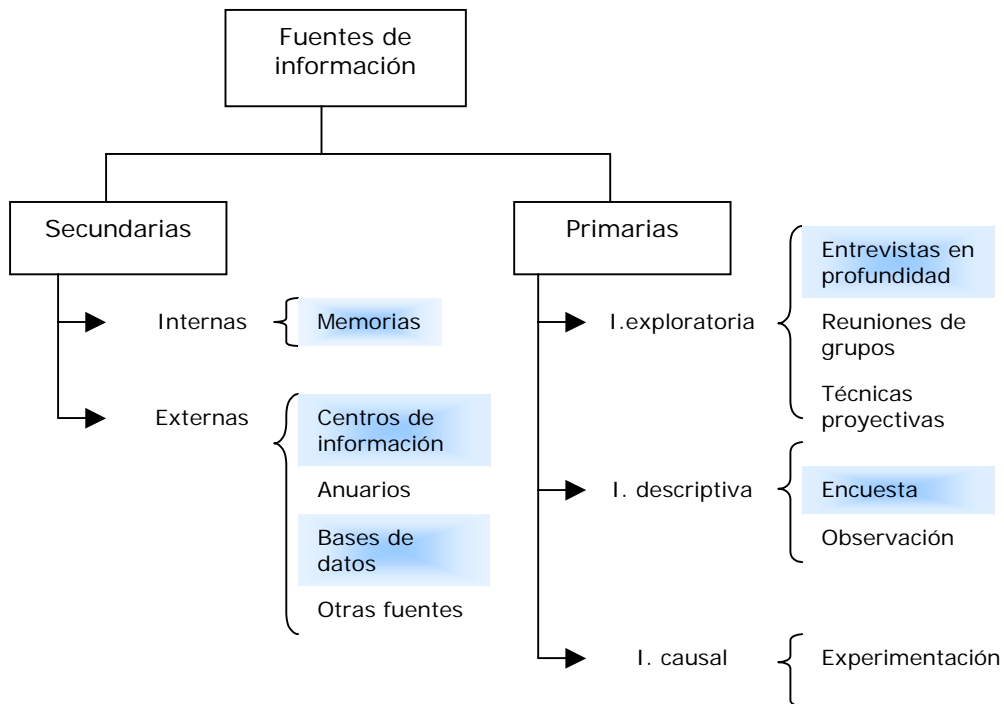 Fuentes de
información
Secundarias
Internas
Memorias
Externas
Centros de
información
Anuarios
Bases de
datos
Otras fuentes
Primarias
I.exploratoria
Entrevistas en
profundidad
Reuniones de
grupos
Técnicas
proyectivas
I. descriptiva
Encuesta
Observación
I. causal
Experimentación